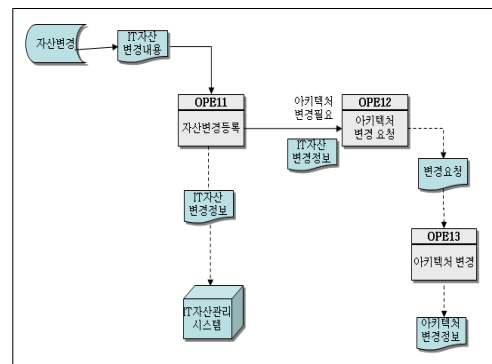 자산변경
IT자산
변경내용
OPE11
자산변경등록
아키텍처
변경필요
IT자산
변경정보
OPE12
아키텍처
변경 요청
변경요청
IT자산
변경정보
OPE13
아키텍처 변경
IT자산관리
시스템
아키텍처
변경정보